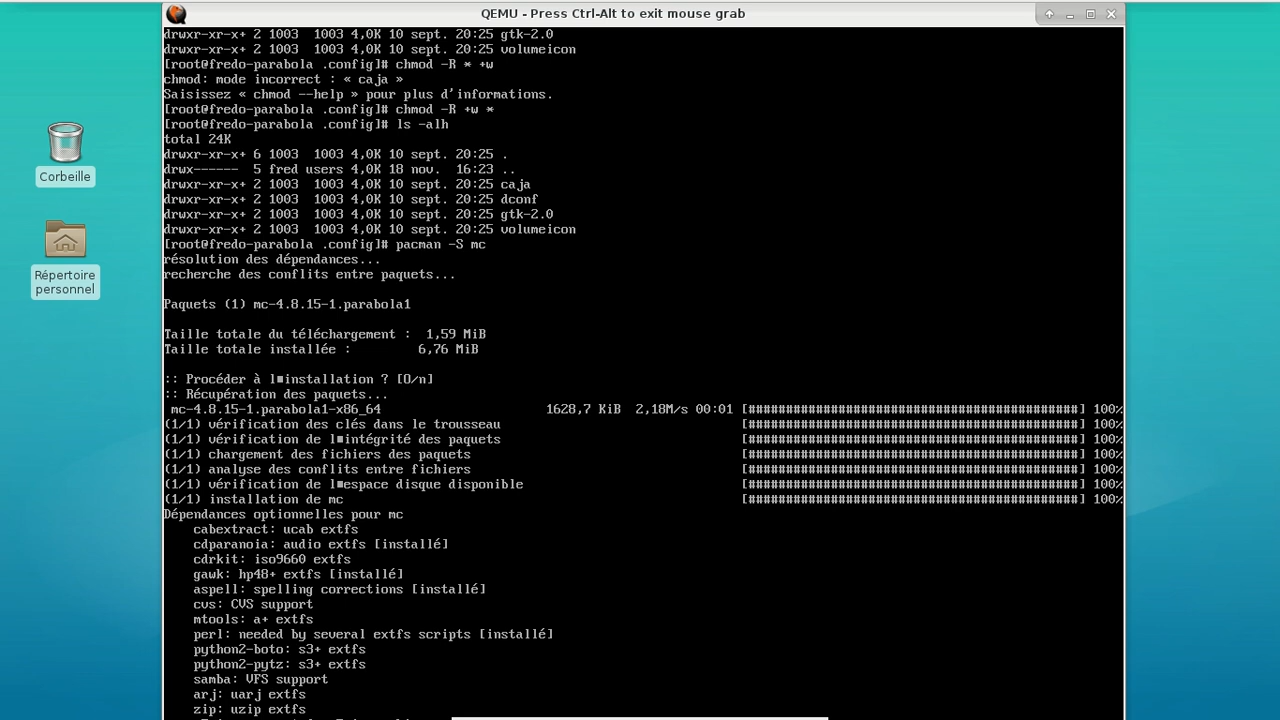 QEMU - Press Ctrl-Alt to exit mouse grab
drwxr-xr-x+ 2 1003  1003 4,0K 10 sept. 20:25 gtk-2.0
drwxr-xr-x+ 2 1003  1003 4,0K 10 sept. 20:25 volumeicon
[root@fredo-parabola .config]# chmod -R * +w
chmod: mode incorrect : « caja »
Saisissez « chmod --help » pour plus d'informations.
[root@fredo-parabola .config]# chmod -R +w *
[root@fredo-parabola .config]# ls -alh
total 24K
drwxr-xr-x+ 6 1003  1003 4,0K 10 sept. 20:25 .
drwx------  5 fred users 4,0K 18 nov.  16:23 ..
drwxr-xr-x+ 2 1003  1003 4,0K 10 sept. 20:25 caja
drwxr-xr-x+ 2 1003  1003 4,0K 10 sept. 20:25 dconf
drwxr-xr-x+ 2 1003  1003 4,0K 10 sept. 20:25 gtk-2.0
drwxr-xr-x+ 2 1003  1003 4,0K 10 sept. 20:25 volumeicon
[root@fredo-parabola .config]# pacman -S mc
résolution des dépendances...
recherche des conflits entre paquets...
Paquets (1) mc-4.8.15-1.parabola1
Taille totale du téléchargement :  1,59 MiB
Taille totale installée :         6,76 MiB
:: Procéder à l■installation ? [O/n]
:: Récupération des paquets...
mc-4.8.15-1.parabola1-x86_64    1628,7 KiB  2,18M/s 00:01 [############################################] 100%
(1/1) vérification des clés dans le trousseau    [############################################] 100%
(1/1) vérification de l■intégrité des paquets    [############################################] 100%
(1/1) chargement des fichiers des paquets    [############################################] 100%
(1/1) analyse des conflits entre fichiers    [############################################] 100%
(1/1) vérification de l■espace disque disponible    [############################################] 100%
(1/1) installation de mc    [############################################] 100%
Dépendances optionnelles pour mc
    cabextract: ucab extfs
    cdparanoia: audio extfs [installé]
    cdrkit: iso9660 extfs
    gawk: hp48+ extfs [installé]
    aspell: spelling corrections [installé]
    cvs: CVS support
    mtools: a+ extfs
    perl: needed by several extfs scripts [installé]
    python2-boto: s3+ extfs
    python2-pytz: s3+ extfs
    samba: VFS support
    arj: uarj extfs
    zip: uzip extfs
Corbeille
Répertoire
personnel